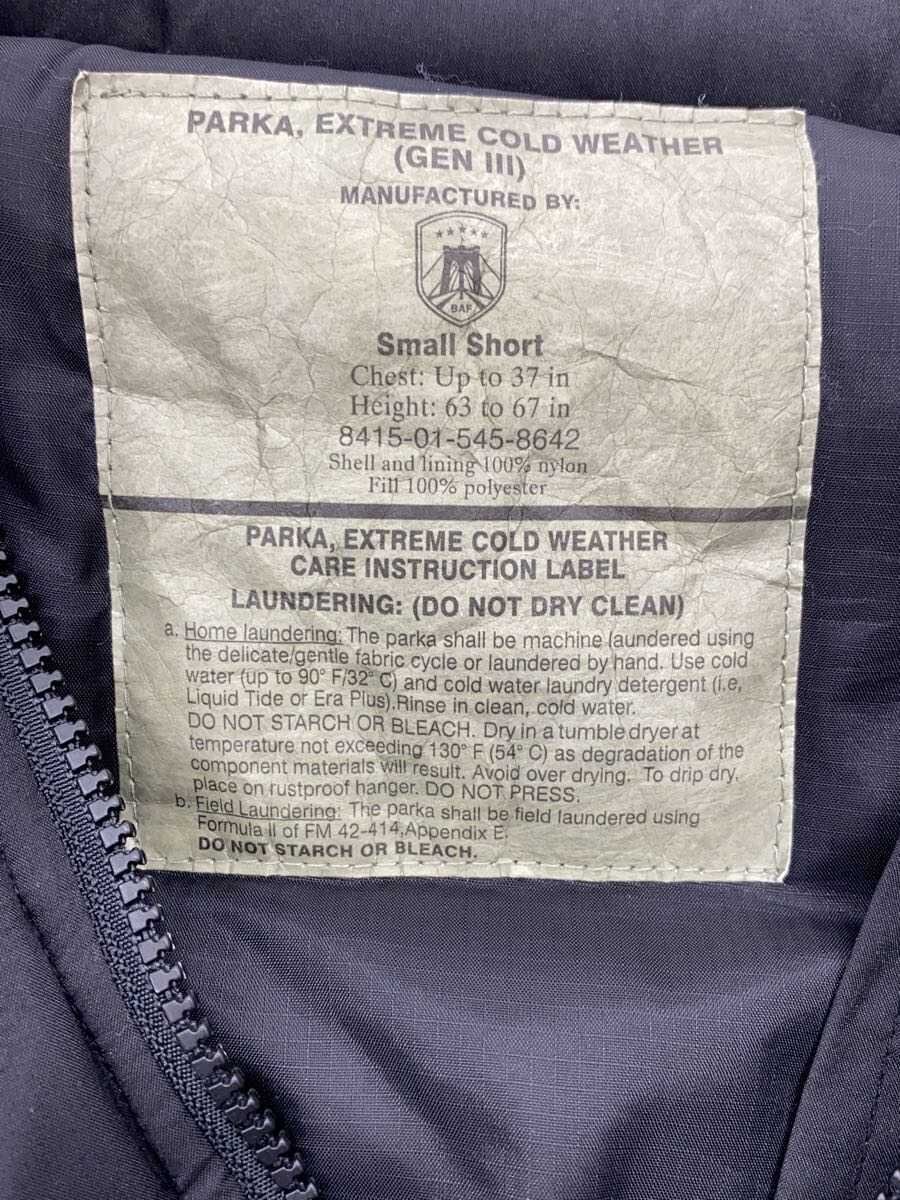 PARKA, EXTREME COLD WEATHER
(GEN III)
MANUFACTURED BY:
BAF
Small Short
Chest: Up to 37 in
Height: 63 to 67 in
8415-01-545-8642
Shell and lining 100% nylon
Fill 100% polyester
PARKA, EXTREME COLD WEATHER
CARE INSTRUCTION LABEL
LAUNDERING: (DO NOT DRY CLEAN)
a. Home laundering: The parka shall be machine laundered using
the delicate/gentle fabric cycle or laundered by hand. Use cold
water (up to 90° F/32° C) and cold water laundry detergent (i.e,
Liquid Tide or Era Plus).Rinse in clean, cold water.
DO NOT STARCH OR BLEACH. Dry in a tumble dryer at
temperature not exceeding 130° F (54° C) as degradation of the
component materials will result. Avoid over drying. To drip dry,
place on rustproof hanger. DO NOT PRESS.
b. Field Laundering: The parka shall be field laundered using
Formula II of FM 42-414,Appendix E.
DO NOT STARCH OR BLEACH.